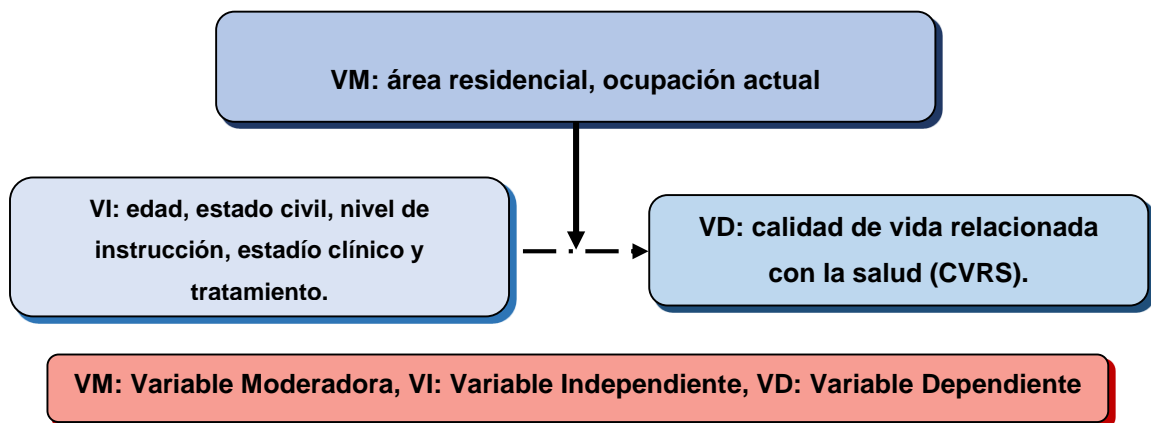 VM: área residencial, ocupación actual
VI: edad, estado civil, nivel de
instrucción, estadío clínico y
tratamiento.
VD: calidad de vida relacionada
con la salud (CVRS).
VM: Variable Moderadora, VI: Variable Independiente, VD: Variable Dependiente